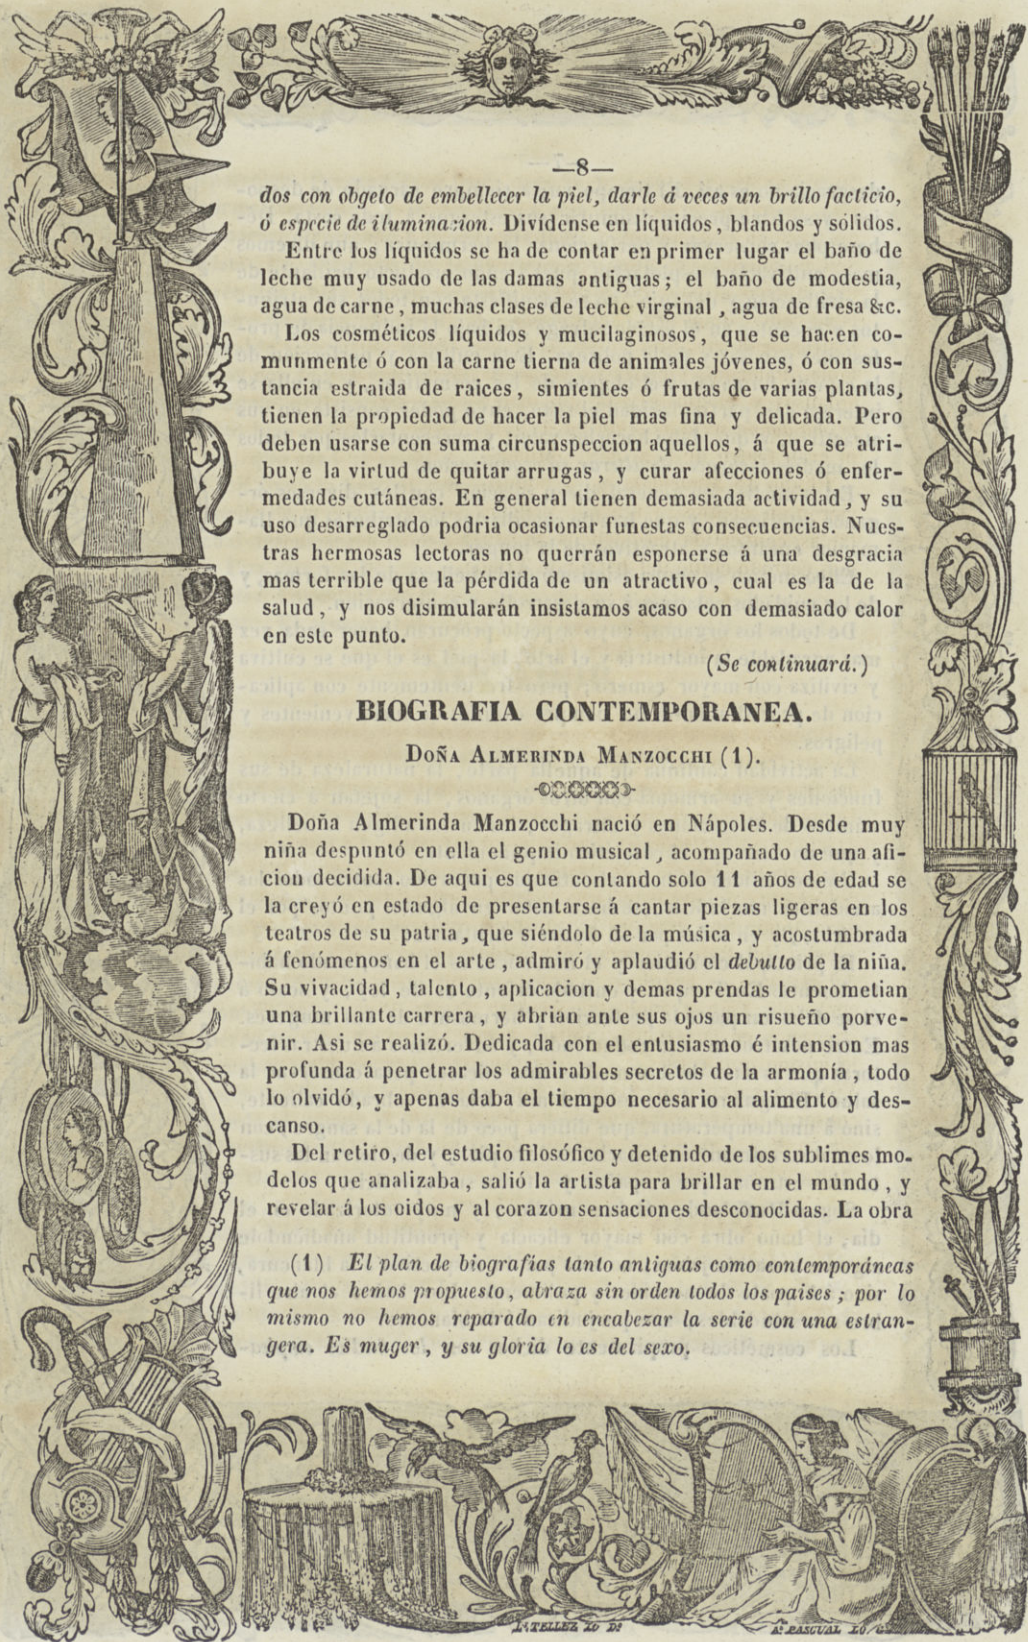 —8—
dos con obgeto de embellecer la piel, darle á veces un brillo facticio,
ó especie de iluminacion. Divídense en líquidos, blandos y sólidos.
Entre los líquidos se ha de contar en primer lugar el baño de
leche muy usado de las damas antiguas; el baño de modestia,
agua de carne, muchas clases de leche virginal, agua de fresa &c.
Los cosméticos líquidos y mucilaginosos, que se hacen co-
munmente ó con la carne tierna de animales jóvenes, ó con sus-
tancia estraida de raices, simientes ó frutas de varias plantas,
tienen la propiedad de hacer la piel mas fina y delicada. Pero
deben usarse con suma circunspeccion aquellos, á que se atri-
buye la virtud de quitar arrugas, y curar afecciones ó enfer-
medades cutáneas. En general tienen demasiada actividad, y su
uso desarreglado podria ocasionar funestas consecuencias. Nues-
tras hermosas lectoras no querrán esponerse á una desgracia
mas terrible que la pérdida de un atractivo, cual es la de la
salud, y nos disimularán insistamos acaso con demasiado calor
en este punto.
(Se continuará.)
BIOGRAFIA CONTEMPORANEA.
DOÑA ALMERINDA MANZOCCHI (1).
Doña Almerinda Manzocchi nació en Nápoles. Desde muy
niña despuntó en ella el genio musical, acompañado de una afi-
cion decidida. De aqui es que contando solo 11 años de edad se
la creyó en estado de presentarse á cantar piezas ligeras en los
teatros de su patria, que siéndolo de la música, y acostumbrada
á fenómenos en el arte, admiró y aplaudió el debutto de la niña.
Su vivacidad, talento, aplicacion y demas prendas le prometian
una brillante carrera, y abrian ante sus ojos un risueño porve-
nir. Asi se realizó. Dedicada con el entusiasmo é intension mas
profunda á penetrar los admirables secretos de la armonía, todo
lo olvidó, y apenas daba el tiempo necesario al alimento y des-
canso.
Del retiro, del estudio filosófico y detenido de los sublimes mo-
delos que analizaba, salió la artista para brillar en el mundo, y
revelar á los oidos y al corazon sensaciones desconocidas. La obra
(1) El plan de biografias tanto antiguas como contemporáneas
que nos hemos propuesto, abraza sin orden todos los paises; por lo
mismo no hemos reparado en encabezar la serie con una estran-
gera. Es muger, y su gloria lo es del sexo.
TELLEZ LO D.º
PASCUAL LO